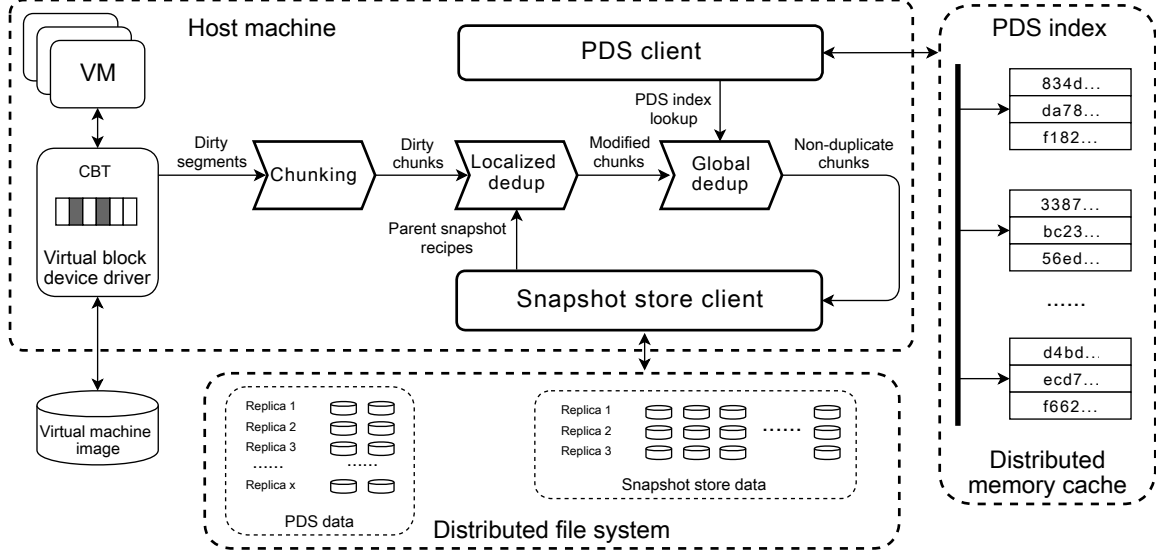 Host machine
VM
CBT
Virtual block
device driver
Virtual machine
image
Dirty
segments
Chunking
Dirty
chunks
Localized
dedup
Modified
chunks
Global
dedup
Non-duplicate
chunks
PDS client
PDS index
lookup
Parent snapshot
recipes
Snapshot store client
Replica 1
Replica 2
Replica 3
......
......
Replica x
PDS data
Replica 1
Replica 2
Replica 3
......
Snapshot store data
Distributed file system
PDS index
834d...
da78...
f182...
3387...
bc23...
56ed...
......
d4bd...
ecd7...
f662...
Distributed
memory cache